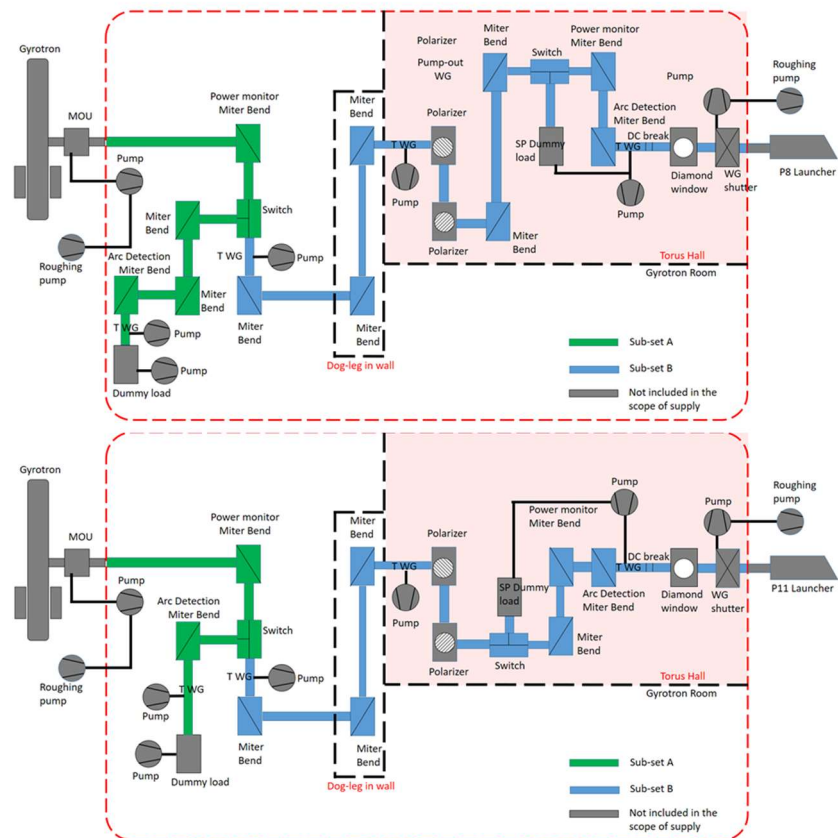 Gyrotron
MOU
Power monitor
Miter Bend
Pump
Roughing
pump
Miter
Bend
Switch
T WG
Pump
Arc Detection
Miter Bend
Miter
Bend
T WG
Pump
Pump
Dummy load
Miter
Bend
Miter
Bend
Miter
Bend
Dog-leg in wall
Polarizer
Pump-out
WG
Polarizer
T WG
Pump
Polarizer
Miter
Bend
Miter
Bend
Switch
Power monitor
Miter Bend
SP Dummy
load
Arc Detection
Miter Bend
T WG
DC break
Pump
Pump
Roughing
pump
Diamond
window
WG
shutter
P8 Launcher
Torus Hall
Gyrotron Room
Sub-set A
Sub-set B
Not included in the
scope of supply
Gyrotron
MOU
Power monitor
Miter Bend
Pump
Roughing
pump
Arc Detection
Miter Bend
Switch
T WG
Pump
T WG
Pump
Pump
Dummy load
Miter
Bend
Miter
Bend
Miter
Bend
Dog-leg in wall
Polarizer
T WG
Pump
Polarizer
SP Dummy
load
Switch
Power monitor
Miter Bend
Miter
Bend
Pump
Arc Detection
Miter Bend
T WG
DC break
Pump
Roughing
pump
Diamond
window
WG
shutter
P11 Launcher
Torus Hall
Gyrotron Room
Sub-set A
Sub-set B
Not included in the
scope of supply